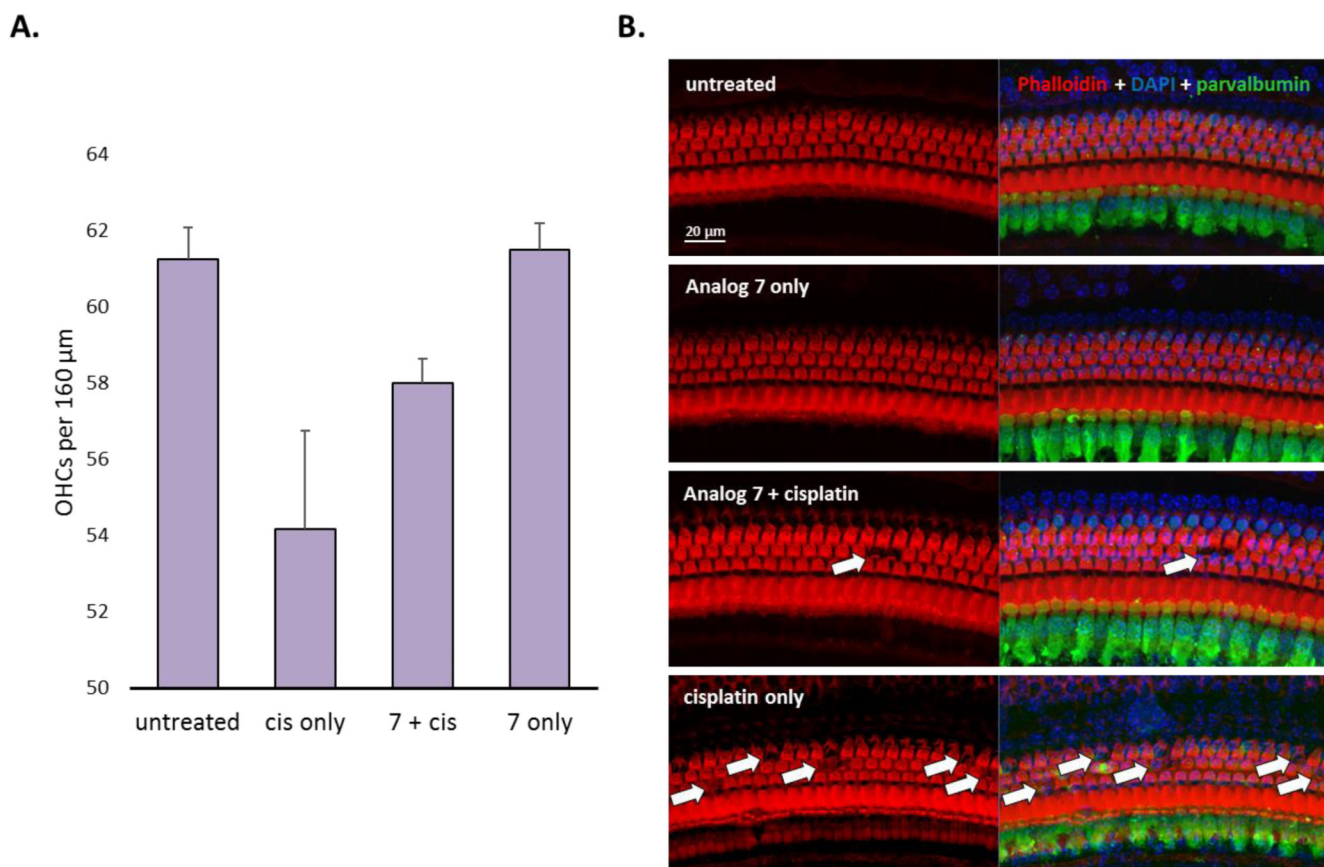 A.
64
62
60
58
56
54
52
50
OHCs per 160 μm
untreated cis only 7 + cis 7 only
B.
untreated
Phalloidin + DAPI + parvalbumin
20 μm
Analog 7 only
Analog 7 + cisplatin
cisplatin only